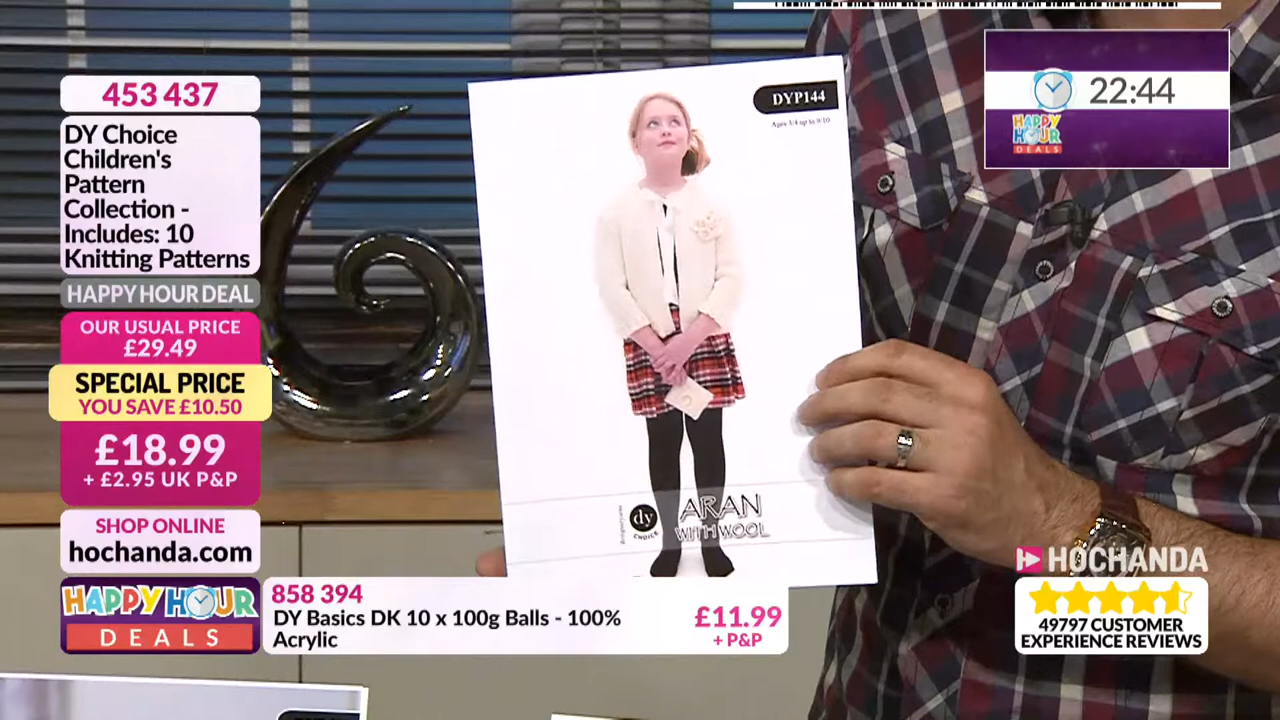 453 437
DY Choice
Children's
Pattern
Collection -
Includes: 10
Knitting Patterns
HAPPY HOUR DEAL
OUR USUAL PRICE
£29.49
SPECIAL PRICE
YOU SAVE £10.50
£18.99
+ £2.95 UK P&P
SHOP ONLINE
hochanda.com
HAPPY HOUR
DEALS
858 394
DY Basics DK 10 x 100g Balls - 100%
Acrylic
£11.99
+ P&P
DYP144
Ages 3/4 up to 9/10
dy
CHOICE
ARAN
WITH WOOL
22:44
HAPPY
HOUR
DEALS
HOCHANDA
49797 CUSTOMER
EXPERIENCE REVIEWS